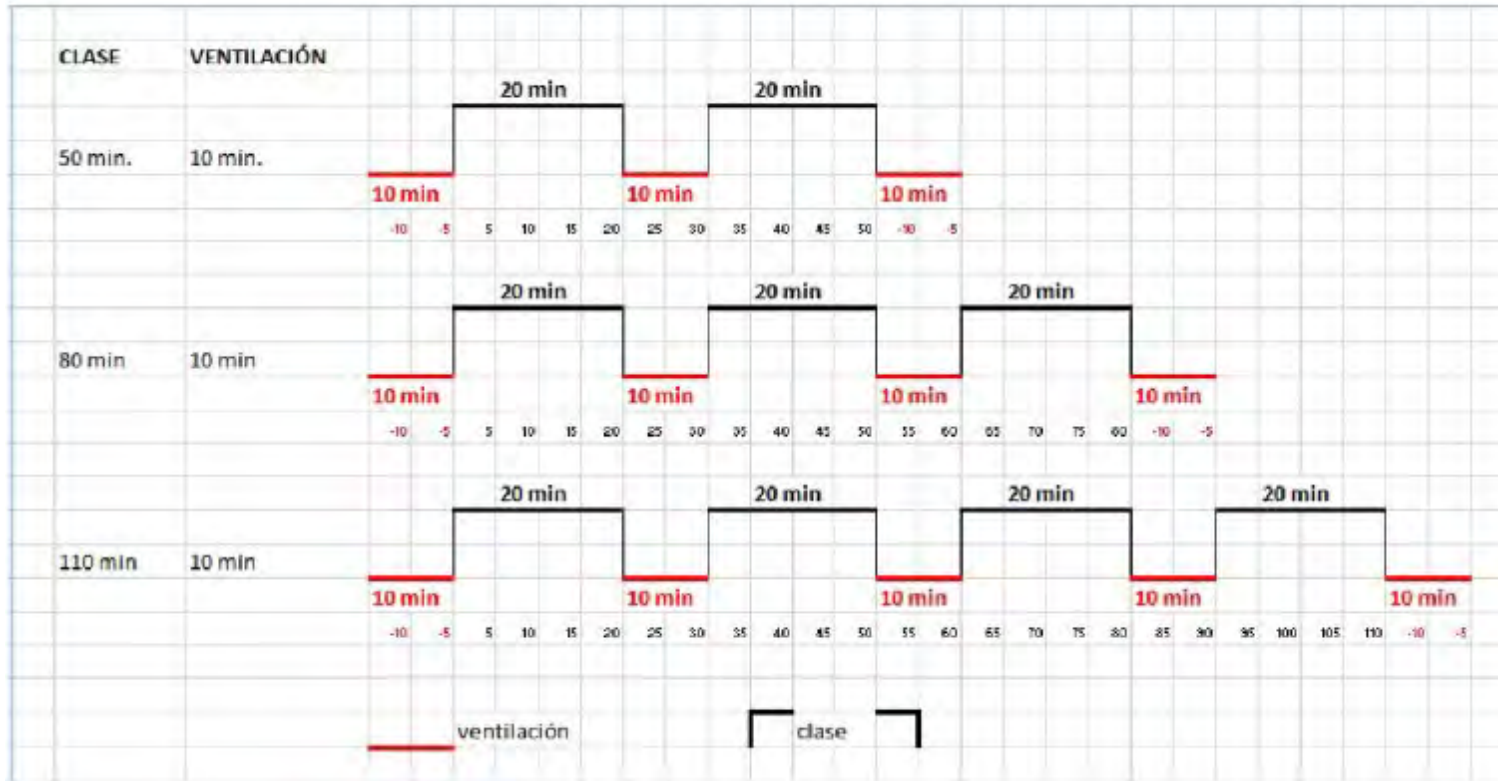 CLASE VENTILACIÓN
20 min 20 min
50 min. 10 min.
10 min 10 min 10 min
-10 -5 5 10 15 20 25 30 35 40 45 50 -10 -5
20 min 20 min 20 min
80 min 10 min
10 min 10 min 10 min 10 min
-10 -5 5 10 15 20 25 30 35 40 45 50 55 60 65 70 75 80 -10 -5
20 min 20 min 20 min 20 min
110 min 10 min
10 min 10 min 10 min 10 min 10 min
-10 -5 5 10 15 20 25 30 35 40 45 50 55 60 65 70 75 80 85 90 95 100 105 110 -10 -5
ventilación clase